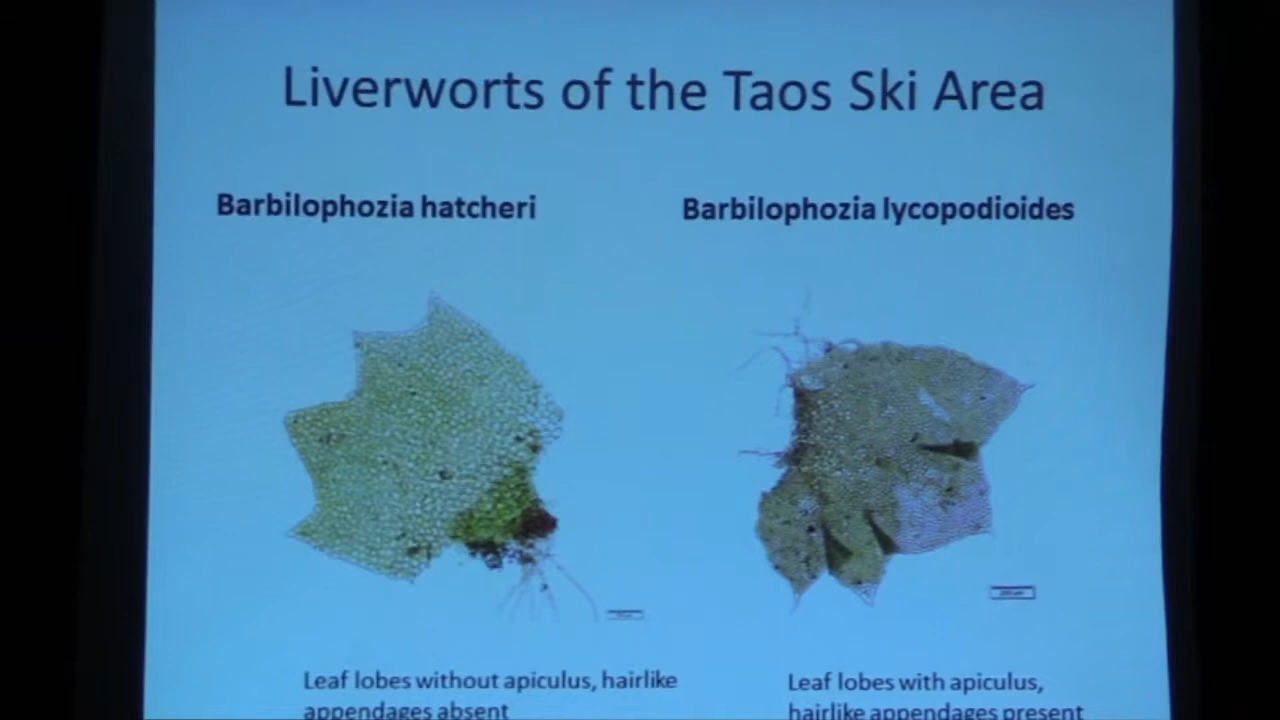 Liverworts of the Taos Ski Area
Barbilophozia hatcheri
Barbilophozia lycopodioides
Leaf lobes without apiculus, hairlike
appendages absent
Leaf lobes with apiculus,
hairlike appendages present